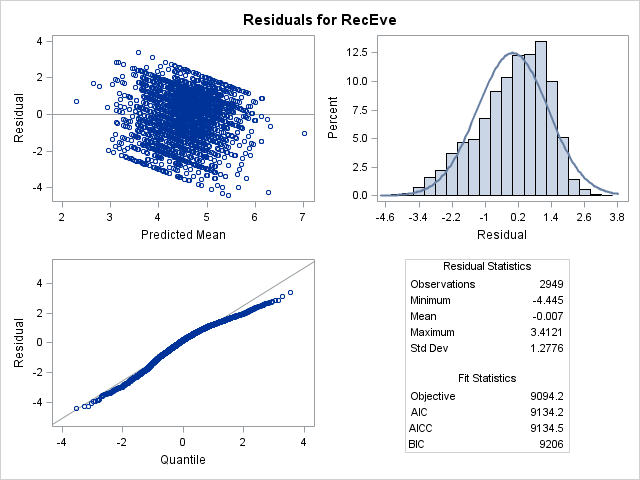 Residuals for RecEve
4
2
0
-2
-4
Residual
2 3 4 5 6 7
Predicted Mean
12.5
10.0
7.5
5.0
2.5
0.0
Percent
-4.6 -3.4 -2.2 -1 0.2 1.4 2.6 3.8
Residual
4
2
0
-2
-4
Residual
-4 -2 0 2 4
Quantile
Residual Statistics
Observations 2949
Minimum -4.445
Mean -0.007
Maximum 3.4121
Std Dev 1.2776
Fit Statistics
Objective 9094.2
AIC 9134.2
AICC 9134.5
BIC 9206